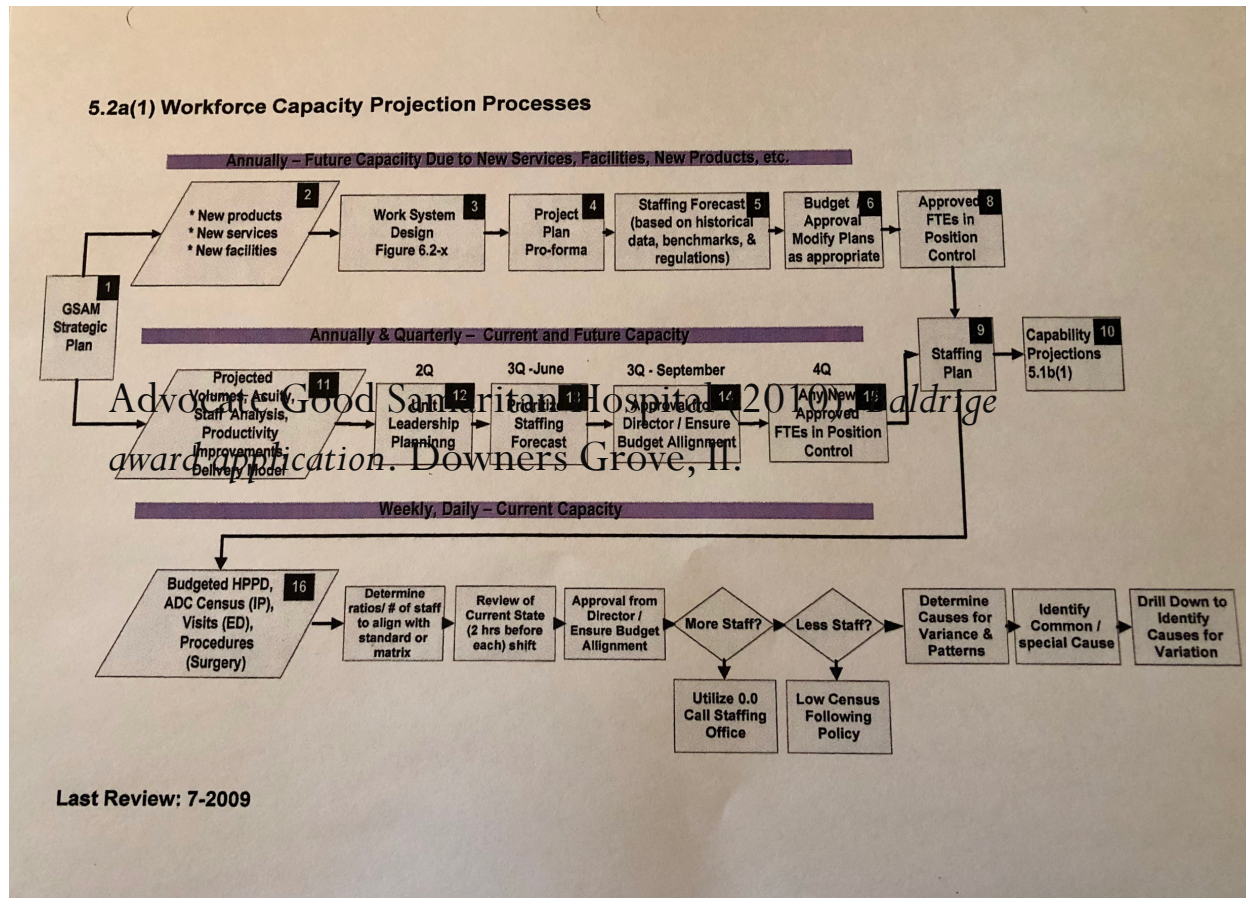 5.2a(1) Workforce Capacity Projection Processes
Annually – Future Capaciity Due to New Services, Facilities, New Products, etc.
1
GSAM
Strategic
Plan
2
* New products
* New services
* New facilities
3
Work System
Design
Figure 6.2-x
4
Project
Plan
Pro-forma
5
Staffing Forecast
(based on historical
data, benchmarks, &
regulations)
6
Budget /
Approval
Modify Plans
as appropriate
8
Approved
FTEs in
Position
Control
Annually & Quarterly – Current and Future Capacity
9
Staffing
Plan
10
Capability
Projections
5.1b(1)
11
Projected
Volumes, Acuity,
Staff Analysis,
Productivity
Improvements,
Delivery Model
2Q
12
Unit
Leadership
Planninng
3Q -June
13
Prioritize
Staffing
Forecast
3Q - September
14
Approval for
Director / Ensure
Budget Allignment
4Q
15
Any New
Approved
FTEs in Position
Control
Advocate Good Samaritan Hospital. (2010). Baldrige
award application. Downers Grove, Il.
Weekly, Daily – Current Capacity
16
Budgeted HPPD,
ADC Census (IP),
Visits (ED),
Procedures
(Surgery)
Determine
ratios/ # of staff
to align with
standard or
matrix
Review of
Current State
(2 hrs before
each) shift
Approval from
Director /
Ensure Budget
Allignment
More Staff?
Less Staff?
Determine
Causes for
Variance &
Patterns
Identify
Common /
special Cause
Drill Down to
Identify
Causes for
Variation
Utilize 0.0
Call Staffing
Office
Low Census
Following
Policy
Last Review: 7-2009